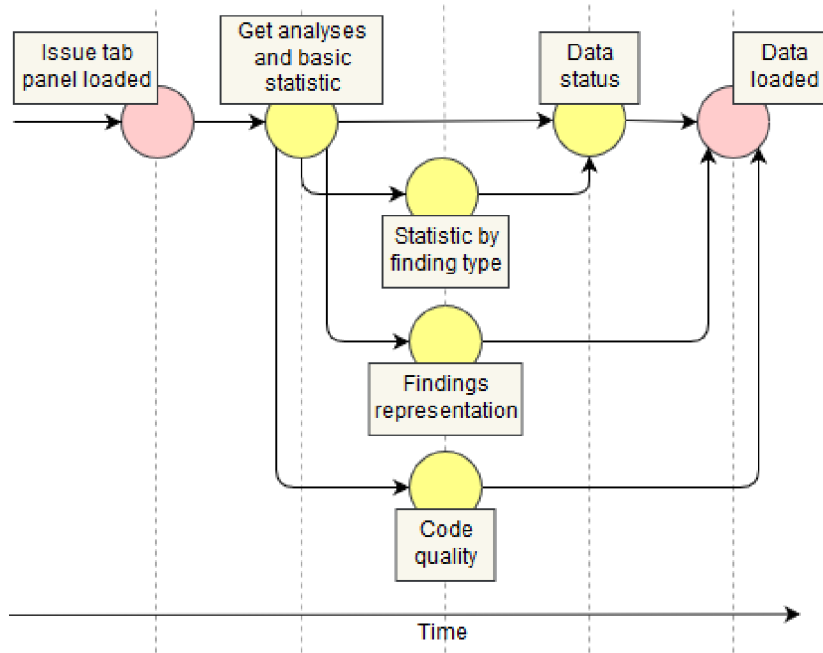 Issue tab
panel loaded
Get analyses
and basic
statistic
Data
status
Data
loaded
Statistic by
finding type
Findings
representation
Code
quality
Time